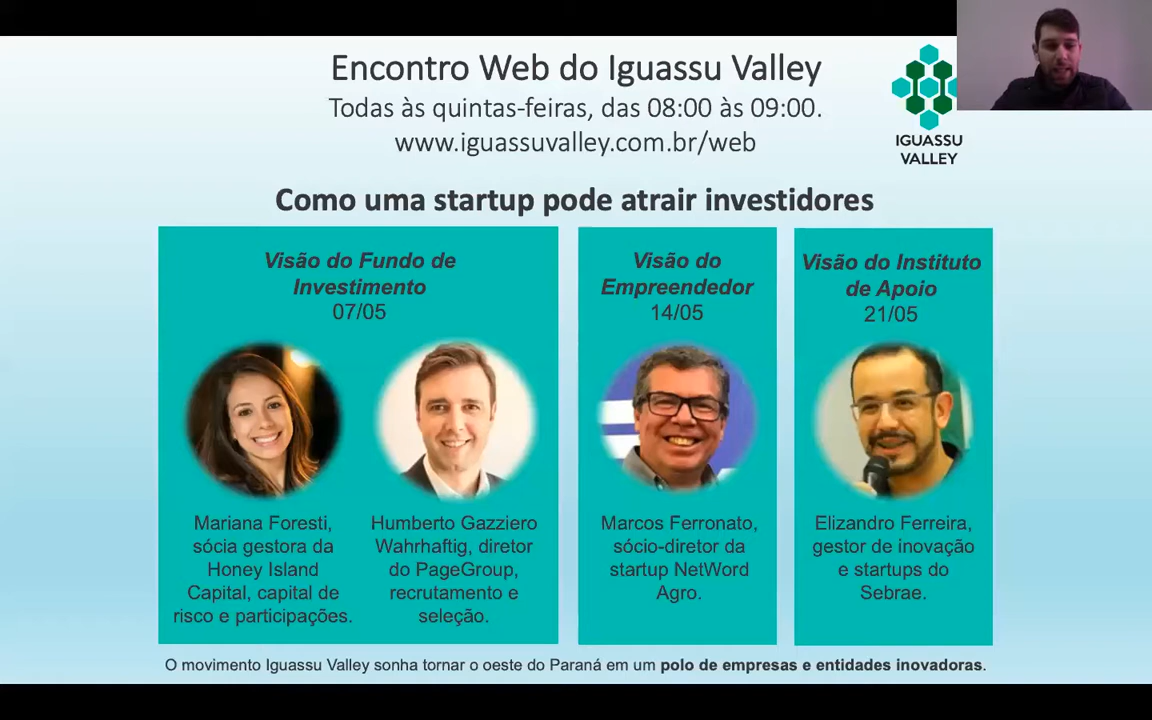 Encontro Web do Iguassu Valley
Todas às quintas-feiras, das 08:00 às 09:00.
www.iguassuvalley.com.br/web
IGUASSU
VALLEY
Como uma startup pode atrair investidores
Visão do Fundo de
Investimento
07/05
Mariana Foresti,
sócia gestora da
Honey Island
Capital, capital de
risco e participações.
Humberto Gazziero
Wahrhaftig, diretor
do PageGroup,
recrutamento e
seleção.
Visão do
Empreendedor
14/05
Marcos Ferronato,
sócio-diretor da
startup NetWord
Agro.
Visão do Instituto
de Apoio
21/05
Elizandro Ferreira,
gestor de inovação
e startups do
Sebrae.
O movimento Iguassu Valley sonha tornar o oeste do Paraná em um polo de empresas e entidades inovadoras.